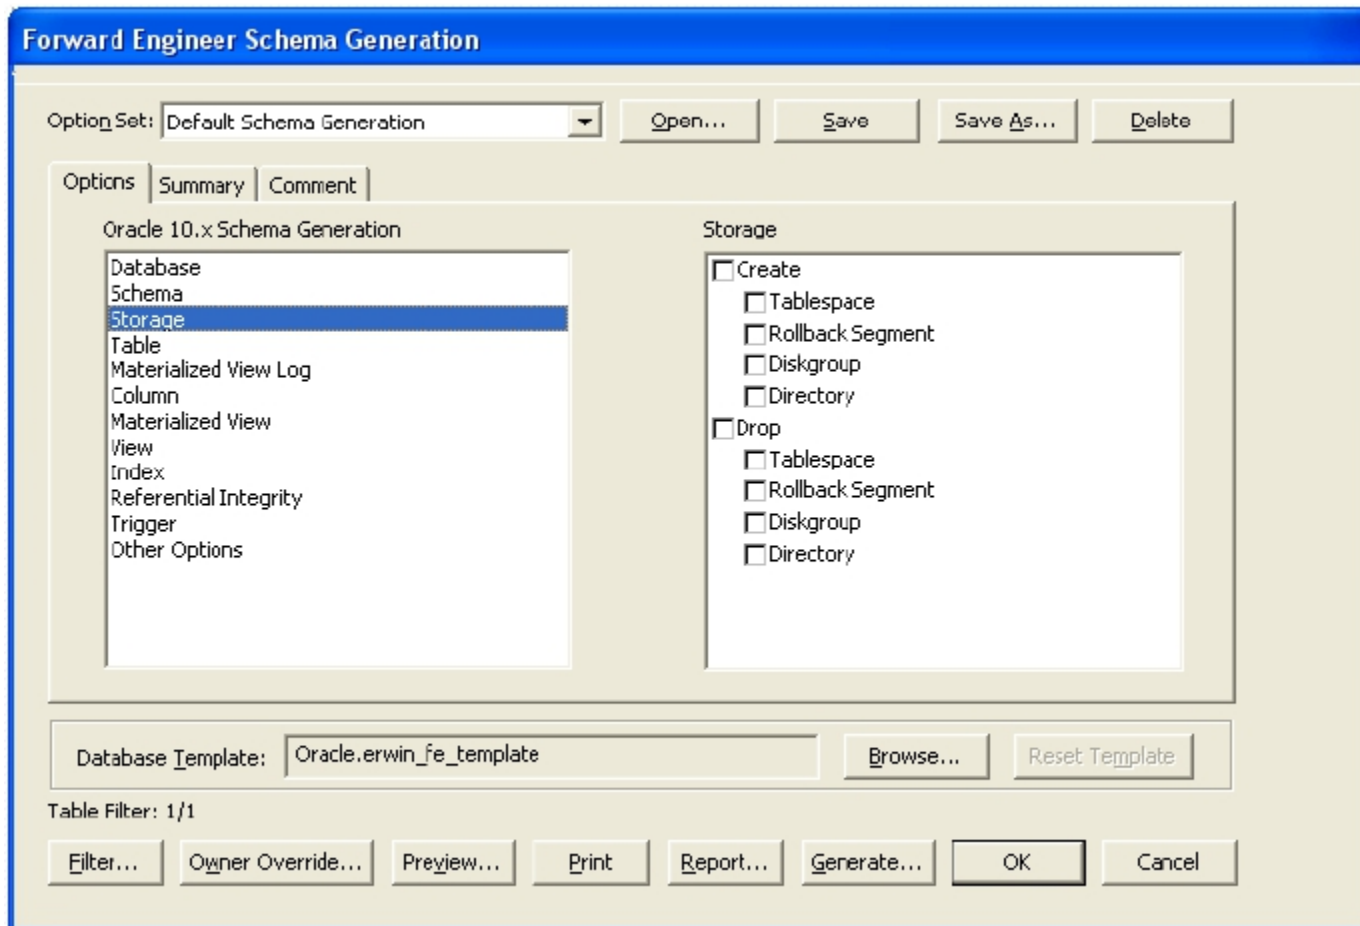 Forward Engineer Schema Generation
Option Set: Default Schema Generation Open... Save Save As... Delete
Options Summary Comment
Oracle 10.x Schema Generation
Database
Schema
Storage
Table
Materialized View Log
Column
Materialized View
View
Index
Referential Integrity
Trigger
Other Options
Storage
Create
Tablespace
Rollback Segment
Diskgroup
Directory
Drop
Tablespace
Rollback Segment
Diskgroup
Directory
Database Template: Oracle.erwin_fe_template Browse... Reset Template
Table Filter: 1/1
Filter... Owner Override... Preview... Print Report... Generate... OK Cancel